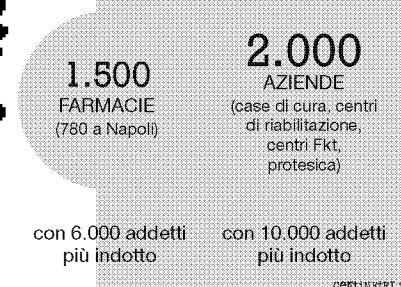 1.500
FARMACIE
(780 a Napoli)
2.000
AZIENDE
(case di cura, centri
di riabilitazione,
centri Fkt,
protesica)
con 6.000 addetti
più indotto
con 10.000 addetti
più indotto